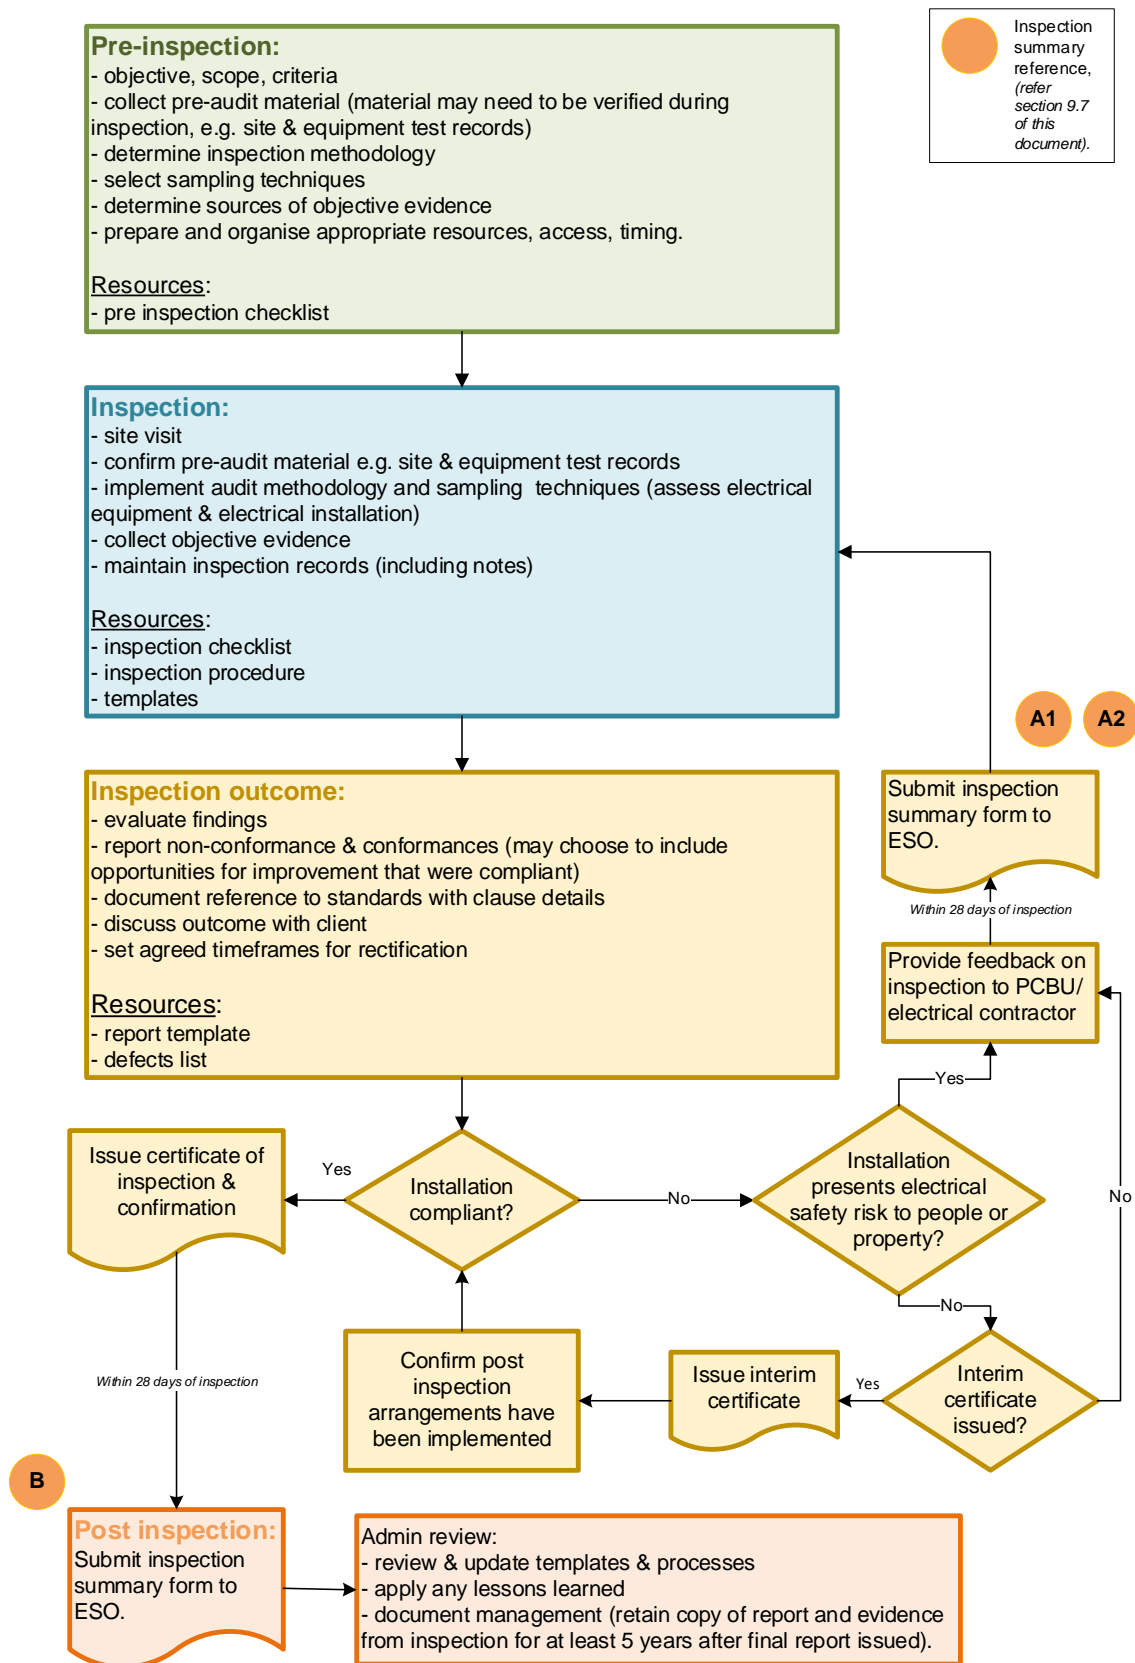 Pre-inspection:
- objective, scope, criteria
- collect pre-audit material (material may need to be verified during
inspection, e.g. site & equipment test records)
- determine inspection methodology
- select sampling techniques
- determine sources of objective evidence
- prepare and organise appropriate resources, access, timing.
Resources:
- pre inspection checklist
Inspection
summary
reference,
(refer
section 9.7
of this
document).
Inspection:
- site visit
- confirm pre-audit material e.g. site & equipment test records
- implement audit methodology and sampling techniques (assess electrical
equipment & electrical installation)
- collect objective evidence
- maintain inspection records (including notes)
Resources:
- inspection checklist
- inspection procedure
- templates
A1
A2
Inspection outcome:
- evaluate findings
- report non-conformance & conformances (may choose to include
opportunities for improvement that were compliant)
- document reference to standards with clause details
- discuss outcome with client
- set agreed timeframes for rectification
Resources:
- report template
- defects list
Submit inspection
summary form to
ESO.
Within 28 days of inspection
Provide feedback on
inspection to PCBU/
electrical contractor
Yes
Issue certificate of
inspection &
confirmation
Yes
Installation
compliant?
No
Installation
presents electrical
safety risk to people or
property?
No
No
Within 28 days of inspection
Confirm post
inspection
arrangements have
been implemented
Issue interim
certificate
Yes
Interim
certificate
issued?
B
Post inspection:
Submit inspection
summary form to
ESO.
Admin review:
- review & update templates & processes
- apply any lessons learned
- document management (retain copy of report and evidence
from inspection for at least 5 years after final report issued).